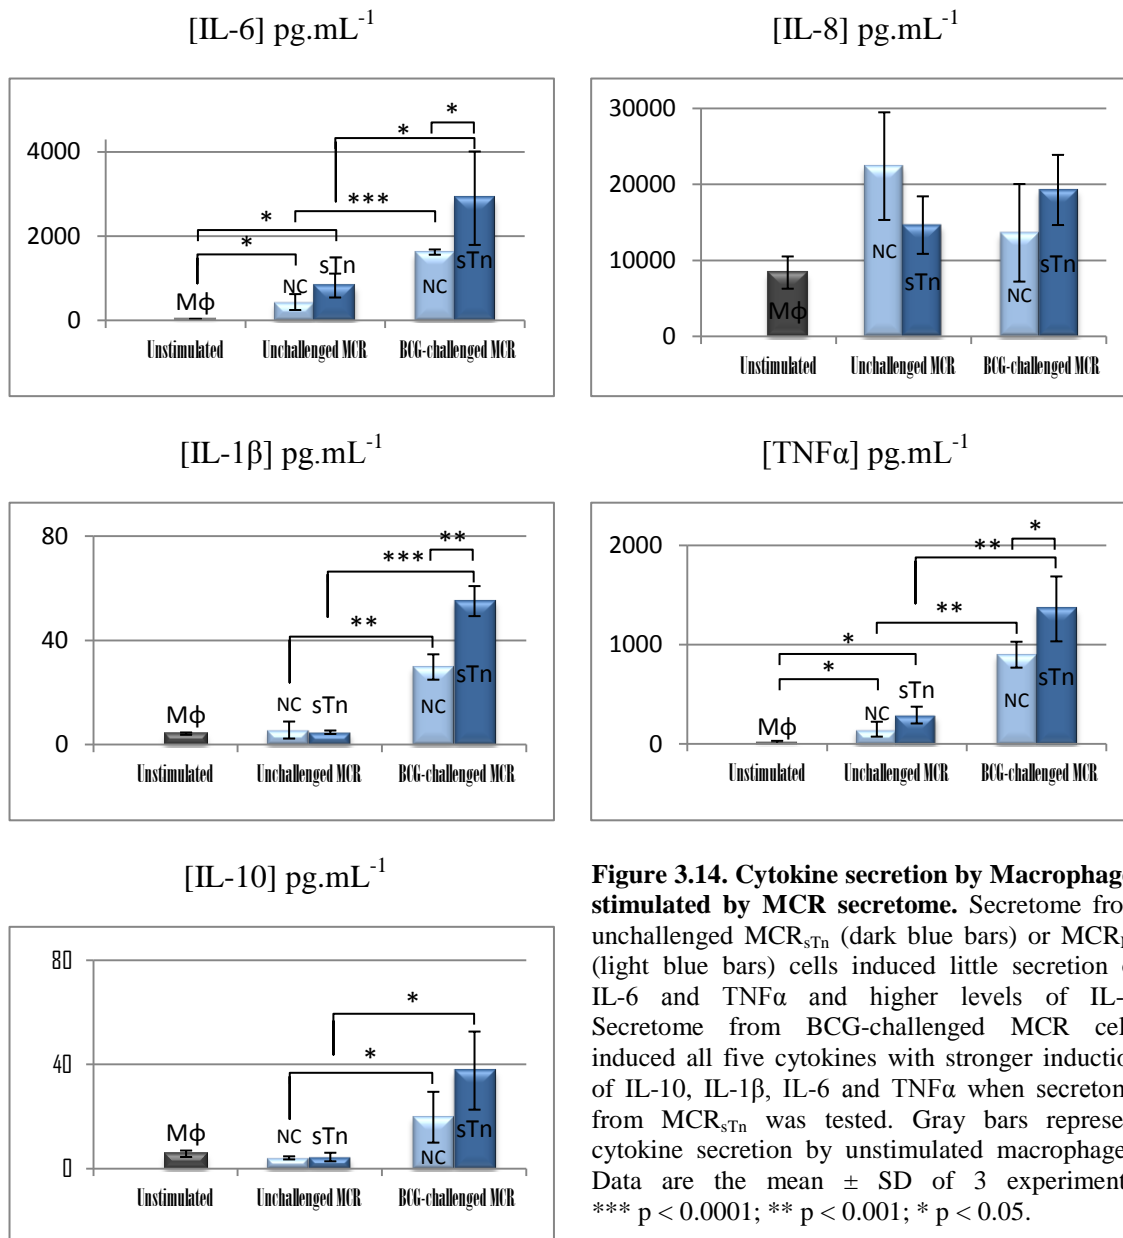 [IL-6] pg.mL⁻¹
4000
2000
0
*
*
***
*
*
Mϕ
NC
sTn
NC
sTn
Unstimulated
Unchallenged MCR
BCG-challenged MCR
[IL-8] pg.mL⁻¹
30000
20000
10000
0
Mϕ
NC
sTn
NC
sTn
Unstimulated
Unchallenged MCR
BCG-challenged MCR
[IL-1β] pg.mL⁻¹
80
40
0
**
***
**
Mϕ
NC
sTn
NC
sTn
Unstimulated
Unchallenged MCR
BCG-challenged MCR
[TNFα] pg.mL⁻¹
2000
1000
0
*
**
**
*
*
Mϕ
NC
sTn
NC
sTn
Unstimulated
Unchallenged MCR
BCG-challenged MCR
[IL-10] pg.mL⁻¹
80
40
0
*
*
Mϕ
NC
sTn
NC
sTn
Unstimulated
Unchallenged MCR
BCG-challenged MCR
Figure 3.14. Cytokine secretion by Macrophage
stimulated by MCR secretome. Secretome
unchallenged MCRsTn (dark blue bars) or
(light blue bars) cells induced little secretion
IL-6 and TNFα and higher levels of
Secretome from BCG-challenged MCR
induced all five cytokines with stronger
of IL-10, IL-1β, IL-6 and TNFα when
from MCRsTn was tested. Gray bars
cytokine secretion by unstimulated
Data are the mean ± SD of 3
*** p < 0.0001; ** p < 0.001; * p < 0.05.